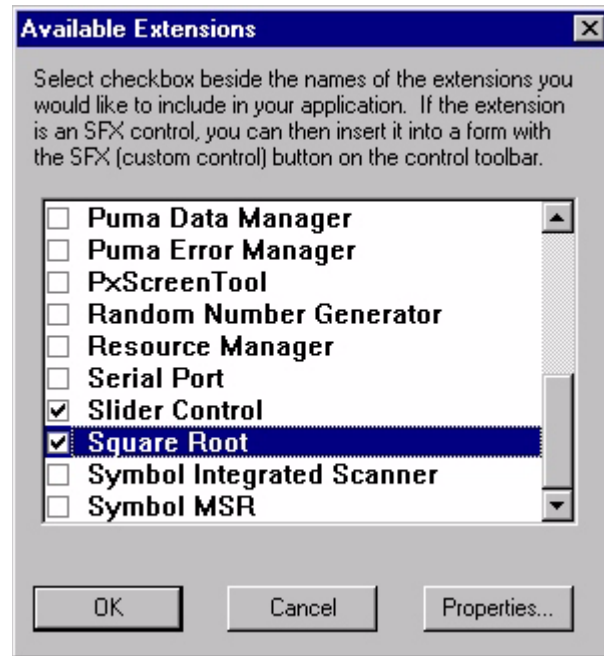 Available Extensions
Select checkbox beside the names of the extensions you
would like to include in your application. If the extension
is an SFX control, you can then insert it into a form with
the SFX (custom control) button on the control toolbar.
Puma Data Manager
Puma Error Manager
PxScreenTool
Random Number Generator
Resource Manager
Serial Port
Slider Control
Square Root
Symbol Integrated Scanner
Symbol MSR
OK
Cancel
Properties...